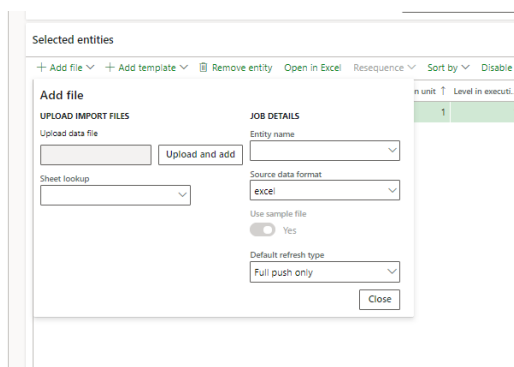 Selected entities
+ Add file + Add template Remove entity Open in Excel Resequence Sort by Disable
Add file
n unit ↑ Level in executi...
UPLOAD IMPORT FILES
JOB DETAILS
1
Upload data file
Entity name
Upload and add
Sheet lookup
Source data format
excel
Use sample file
Yes
Default refresh type
Full push only
Close